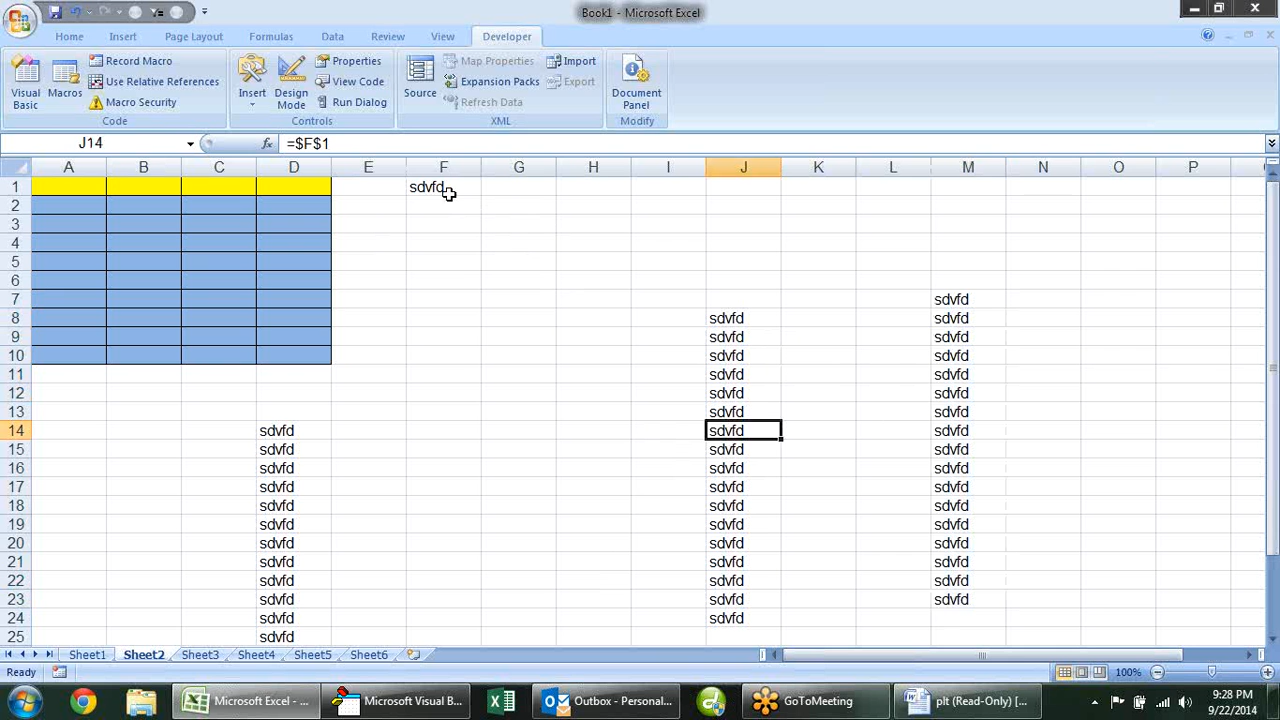 Book1 - Microsoft Excel
Home Insert Page Layout Formulas Data Review View Developer
Visual Basic
Macros
Record Macro
Use Relative References
Macro Security
Code
Insert
Design Mode
Properties
View Code
Run Dialog
Controls
Source
Map Properties
Expansion Packs
Refresh Data
Import
Export
XML
Document Panel
Modify
J14 fx =$F$1
A B C D E F G H I J K L M N O P
1 sdvfd
2
3
4
5
6
7 sdvfd
8 sdvfd sdvfd
9 sdvfd sdvfd
10 sdvfd sdvfd
11 sdvfd sdvfd
12 sdvfd sdvfd
13 sdvfd sdvfd
14 sdvfd sdvfd sdvfd
15 sdvfd sdvfd sdvfd
16 sdvfd sdvfd sdvfd
17 sdvfd sdvfd sdvfd
18 sdvfd sdvfd sdvfd
19 sdvfd sdvfd sdvfd
20 sdvfd sdvfd sdvfd
21 sdvfd sdvfd sdvfd
22 sdvfd sdvfd sdvfd
23 sdvfd sdvfd sdvfd
24 sdvfd sdvfd
25 sdvfd
Sheet1 Sheet2 Sheet3 Sheet4 Sheet5 Sheet6
Ready 100%
Microsoft Excel - ... Microsoft Visual B... Outbox - Personal... GoToMeeting plt (Read-Only) [...
9:28 PM
9/22/2014